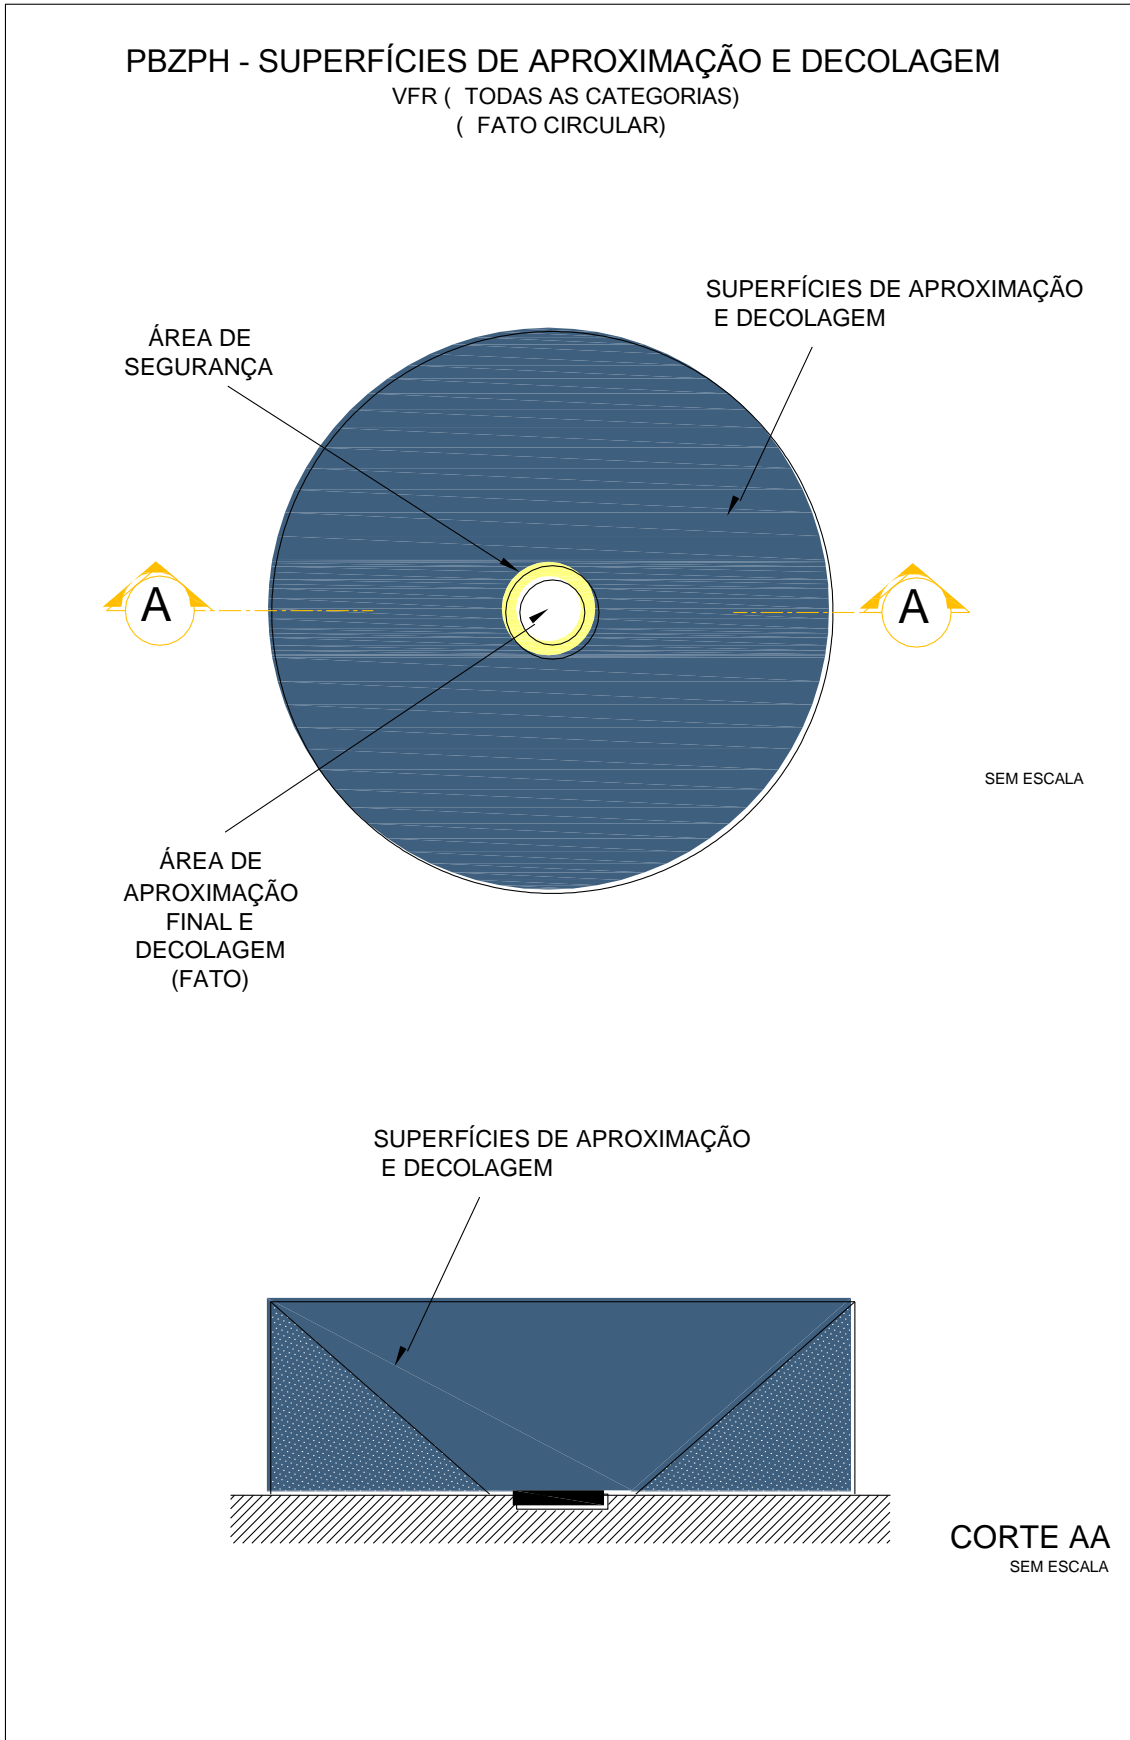 PBZPH - SUPERFÍCIES DE APROXIMAÇÃO E DECOLAGEM
VFR ( TODAS AS CATEGORIAS)
( FATO CIRCULAR)
SUPERFÍCIES DE APROXIMAÇÃO
E DECOLAGEM
ÁREA DE
SEGURANÇA
A
A
SEM ESCALA
ÁREA DE
APROXIMAÇÃO
FINAL E
DECOLAGEM
(FATO)
SUPERFÍCIES DE APROXIMAÇÃO
E DECOLAGEM
CORTE AA
SEM ESCALA